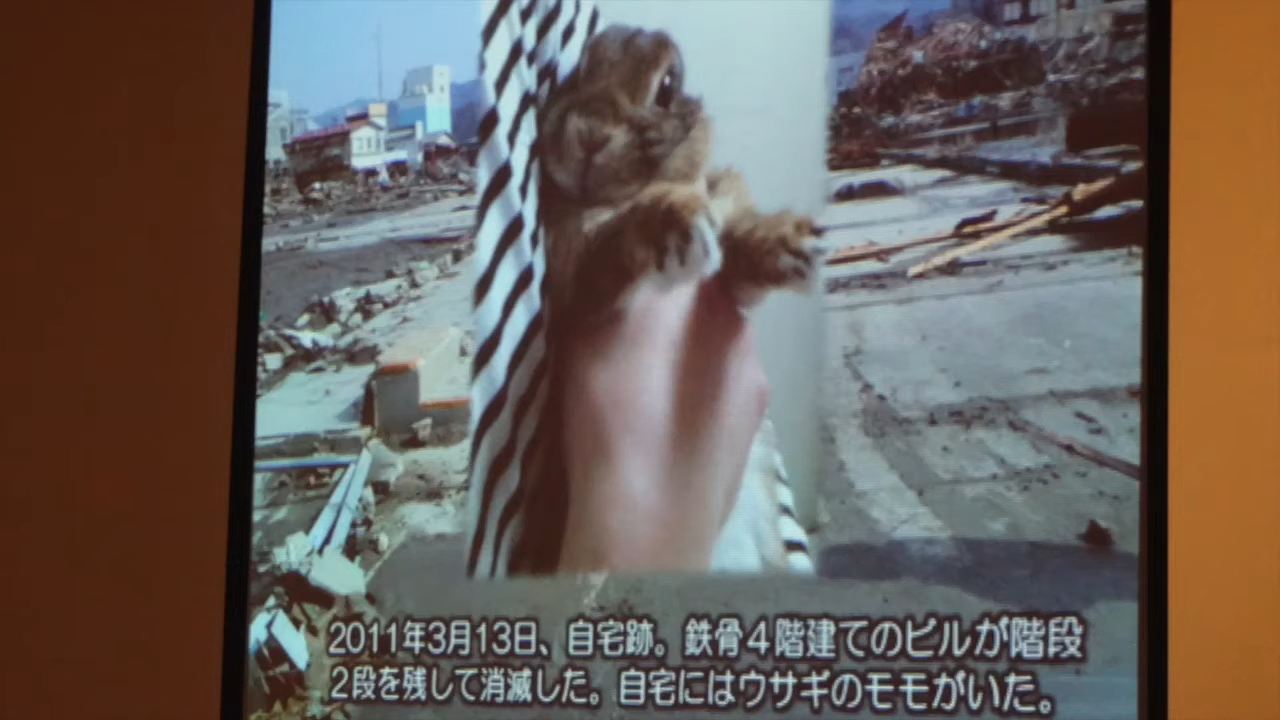 2011年3月13日、自宅跡。鉄骨4階建てのビルが階段
2段を残して消滅した。自宅にはウサギのモモがいた。